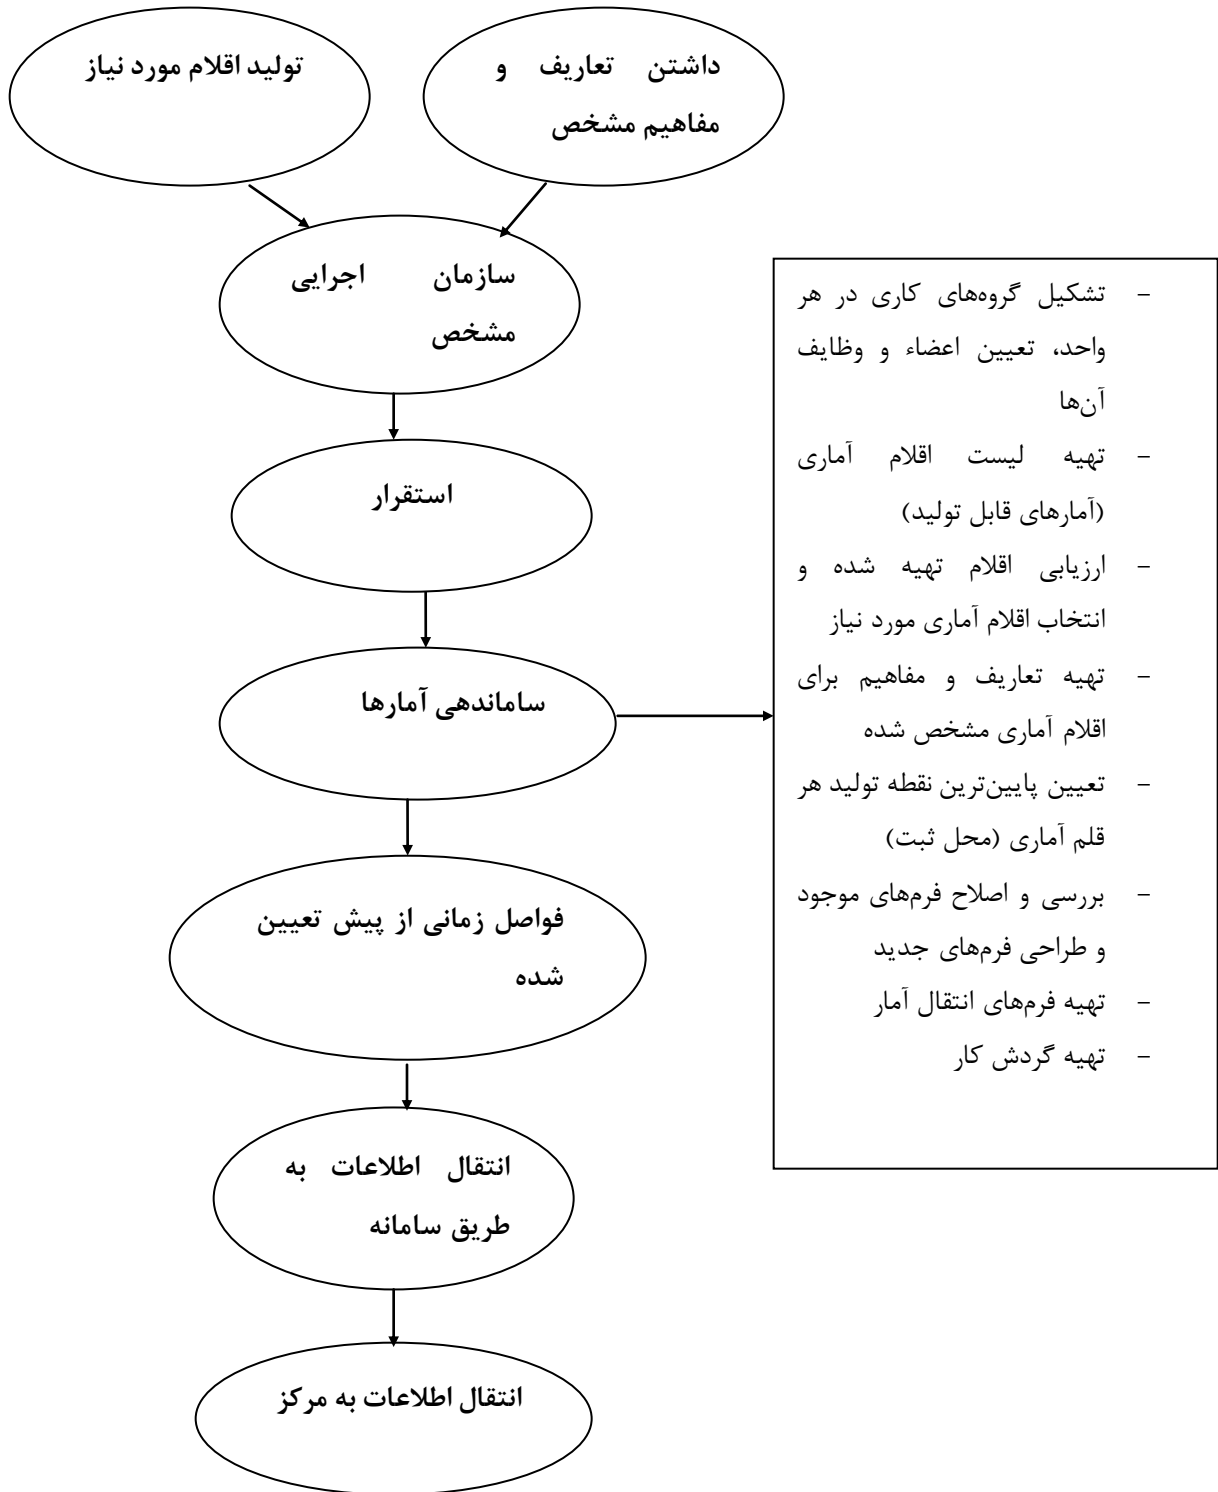 داشتن تعاریف و
مفاهیم مشخص
تولید اقلام مورد نیاز
سازمان اجرایی
مشخص
استقرار
ساماندهی آمارها
فواصل زمانی از پیش تعیین
شده
انتقال اطلاعات به
طریق سامانه
انتقال اطلاعات به مرکز
- تشکیل گروه‌های کاری در هر
واحد، تعیین اعضاء و وظایف
آن‌ها
- تهیه لیست اقلام آماری
(آمارهای قابل تولید)
- ارزیابی اقلام تهیه شده و
انتخاب اقلام آماری مورد نیاز
- تهیه تعاریف و مفاهیم برای
اقلام آماری مشخص شده
- تعیین پایین‌ترین نقطه تولید هر
قلم آماری (محل ثبت)
- بررسی و اصلاح فرم‌های موجود
و طراحی فرم‌های جدید
- تهیه فرم‌های انتقال آمار
- تهیه گردش کار